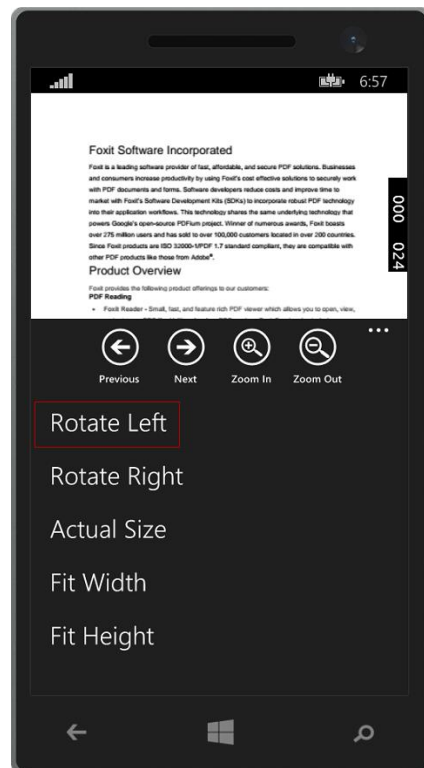 6:57
Foxit Software Incorporated
Foxit is a leading software provider of fast, affordable, and secure PDF solutions. Businesses
and consumers increase productivity by using Foxit's cost effective solutions to securely work
with PDF documents and forms. Software developers reduce costs and improve time to
market with Foxit's Software Development Kits (SDKs) to incorporate robust PDF technology
into their application workflows. This technology shares the same underlying technology that
powers Google's open-source PDFium project. Winner of numerous awards, Foxit boasts
over 275 million users and has sold to over 100,000 customers located in over 200 countries.
Since Foxit products are ISO 32000-1/PDF 1.7 standard compliant, they are compatible with
other PDF products like those from Adobe®.
Product Overview
Foxit provides the following product offerings to our customers:
PDF Reading
• Foxit Reader - Small, fast, and feature rich PDF viewer which allows you to open, view,
000 024
...
Previous Next Zoom In Zoom Out
Rotate Left
Rotate Right
Actual Size
Fit Width
Fit Height